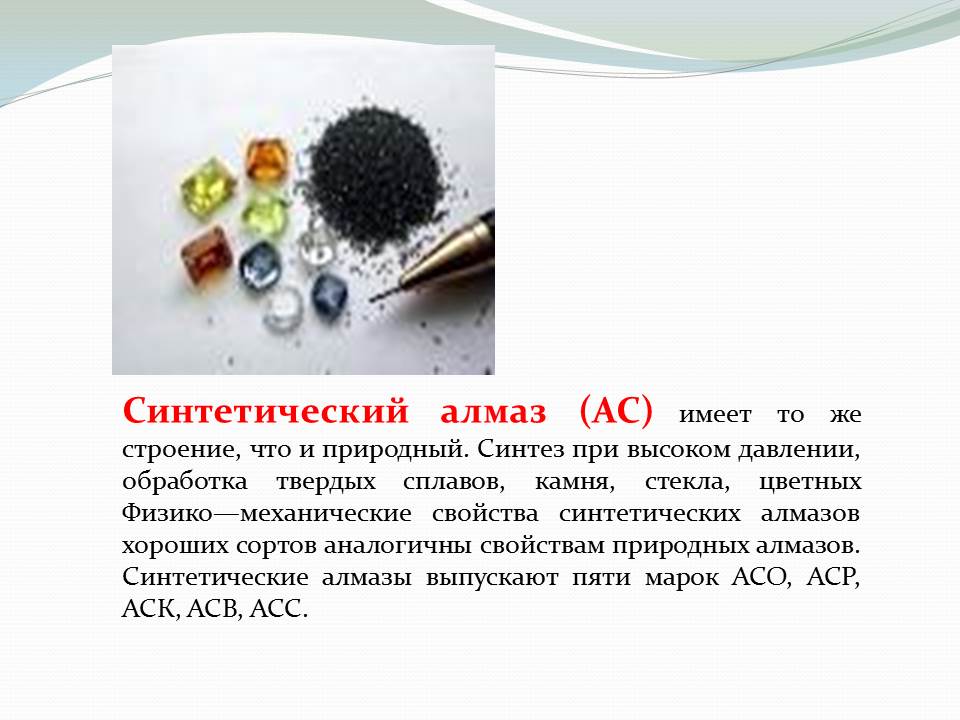 Синтетический алмаз (АС) имеет то же
строение, что и природный. Синтез при высоком давлении,
обработка твердых сплавов, камня, стекла, цветных
Физико—механические свойства синтетических алмазов
хороших сортов аналогичны свойствам природных алмазов.
Синтетические алмазы выпускают пяти марок АСО, АСР,
АСК, АСВ, АСС.